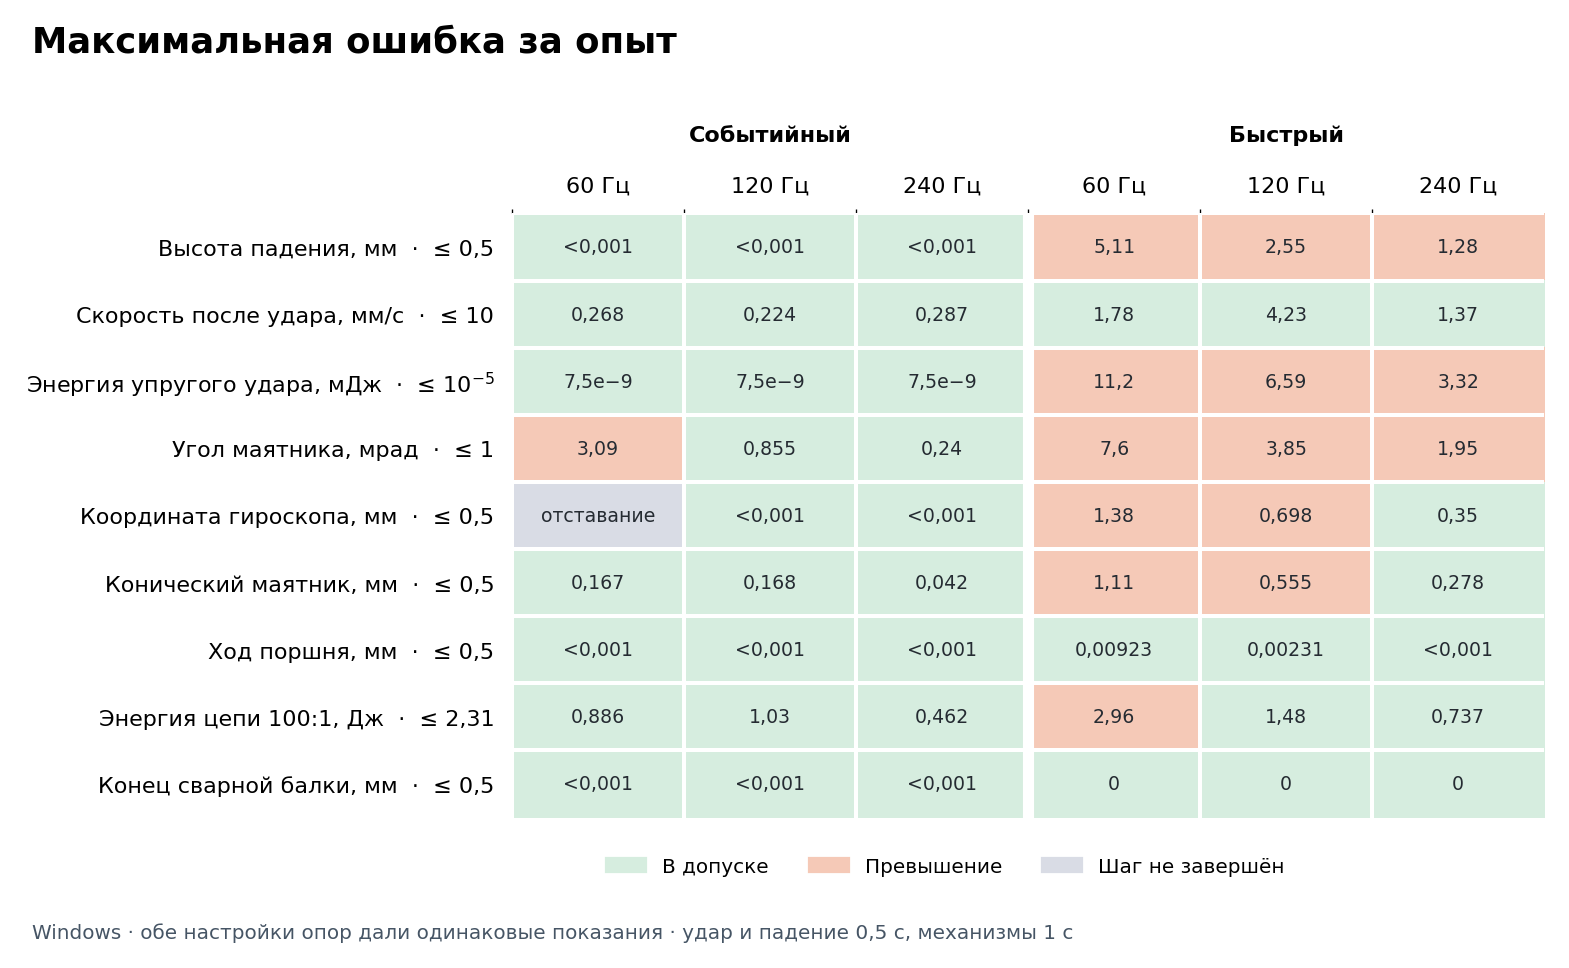 Максимальная ошибка за опыт
Событийный Быстрый
60 Гц 120 Гц 240 Гц 60 Гц 120 Гц 240 Гц
Высота падения, мм · ≤ 0,5 <0,001 <0,001 <0,001 5,11 2,55 1,28
Скорость после удара, мм/с · ≤ 10 0,268 0,224 0,287 1,78 4,23 1,37
Энергия упругого удара, мДж · ≤ 10⁻⁵ 7,5e−9 7,5e−9 7,5e−9 11,2 6,59 3,32
Угол маятника, мрад · ≤ 1 3,09 0,855 0,24 7,6 3,85 1,95
Координата гироскопа, мм · ≤ 0,5 отставание <0,001 <0,001 1,38 0,698 0,35
Конический маятник, мм · ≤ 0,5 0,167 0,168 0,042 1,11 0,555 0,278
Ход поршня, мм · ≤ 0,5 <0,001 <0,001 <0,001 0,00923 0,00231 <0,001
Энергия цепи 100:1, Дж · ≤ 2,31 0,886 1,03 0,462 2,96 1,48 0,737
Конец сварной балки, мм · ≤ 0,5 <0,001 <0,001 <0,001 0 0 0
В допуске Превышение Шаг не завершён
Windows · обе настройки опор дали одинаковые показания · удар и падение 0,5 с, механизмы 1 с